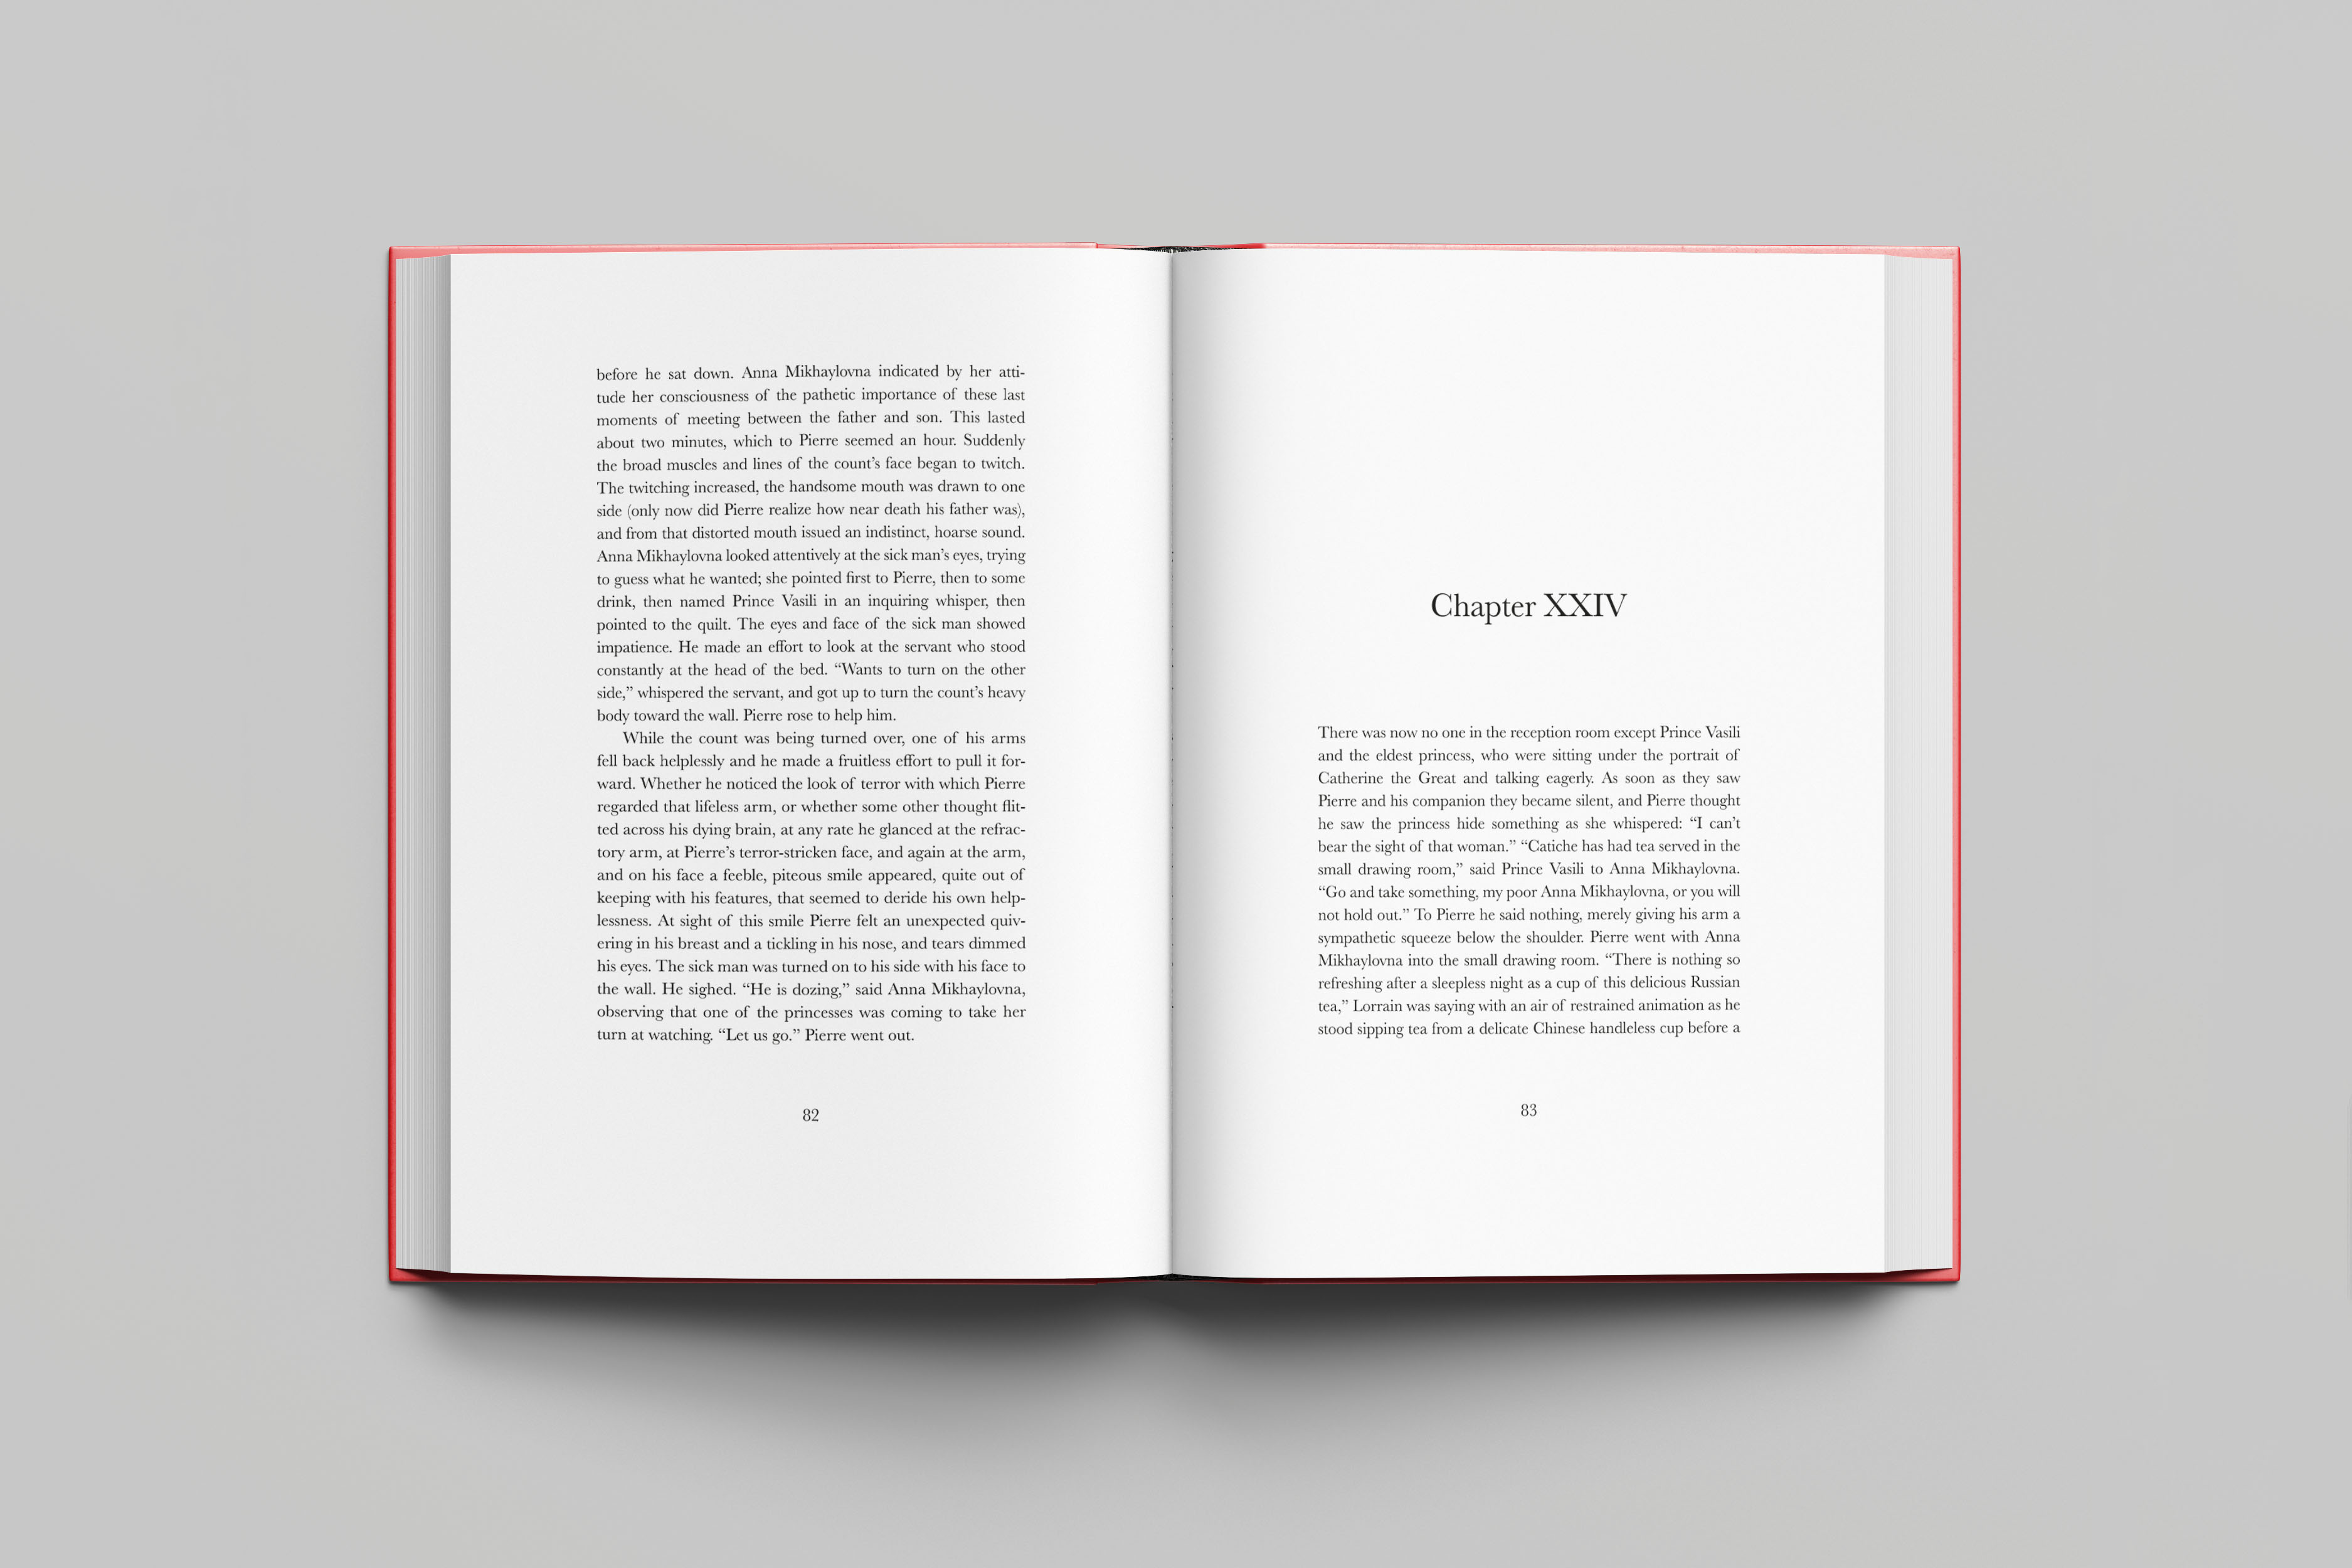 before he sat down. Anna Mikhaylovna indicated by her atti-
tude her consciousness of the pathetic importance of these last
moments of meeting between the father and son. This lasted
about two minutes, which to Pierre seemed an hour. Suddenly
the broad muscles and lines of the count’s face began to twitch.
The twitching increased, the handsome mouth was drawn to one
side (only now did Pierre realize how near death his father was),
and from that distorted mouth issued an indistinct, hoarse sound.
Anna Mikhaylovna looked attentively at the sick man’s eyes, trying
to guess what he wanted; she pointed first to Pierre, then to some
drink, then named Prince Vasili in an inquiring whisper, then
pointed to the quilt. The eyes and face of the sick man showed
impatience. He made an effort to look at the servant who stood
constantly at the head of the bed. “Wants to turn on the other
side,” whispered the servant, and got up to turn the count’s heavy
body toward the wall. Pierre rose to help him.
While the count was being turned over, one of his arms
fell back helplessly and he made a fruitless effort to pull it for-
ward. Whether he noticed the look of terror with which Pierre
regarded that lifeless arm, or whether some other thought flit-
ted across his dying brain, at any rate he glanced at the refrac-
tory arm, at Pierre’s terror-stricken face, and again at the arm,
and on his face a feeble, piteous smile appeared, quite out of
keeping with his features, that seemed to deride his own help-
lessness. At sight of this smile Pierre felt an unexpected quiv-
ering in his breast and a tickling in his nose, and tears dimmed
his eyes. The sick man was turned on to his side with his face to
the wall. He sighed. “He is dozing,” said Anna Mikhaylovna,
observing that one of the princesses was coming to take her
turn at watching. “Let us go.” Pierre went out.
82
Chapter XXIV
There was now no one in the reception room except Prince Vasili
and the eldest princess, who were sitting under the portrait of
Catherine the Great and talking eagerly. As soon as they saw
Pierre and his companion they became silent, and Pierre thought
he saw the princess hide something as she whispered: “I can’t
bear the sight of that woman.” “Catiche has had tea served in the
small drawing room,” said Prince Vasili to Anna Mikhaylovna.
“Go and take something, my poor Anna Mikhaylovna, or you will
not hold out.” To Pierre he said nothing, merely giving his arm a
sympathetic squeeze below the shoulder. Pierre went with Anna
Mikhaylovna into the small drawing room. “There is nothing so
refreshing after a sleepless night as a cup of this delicious Russian
tea,” Lorrain was saying with an air of restrained animation as he
stood sipping tea from a delicate Chinese handleless cup before a
83